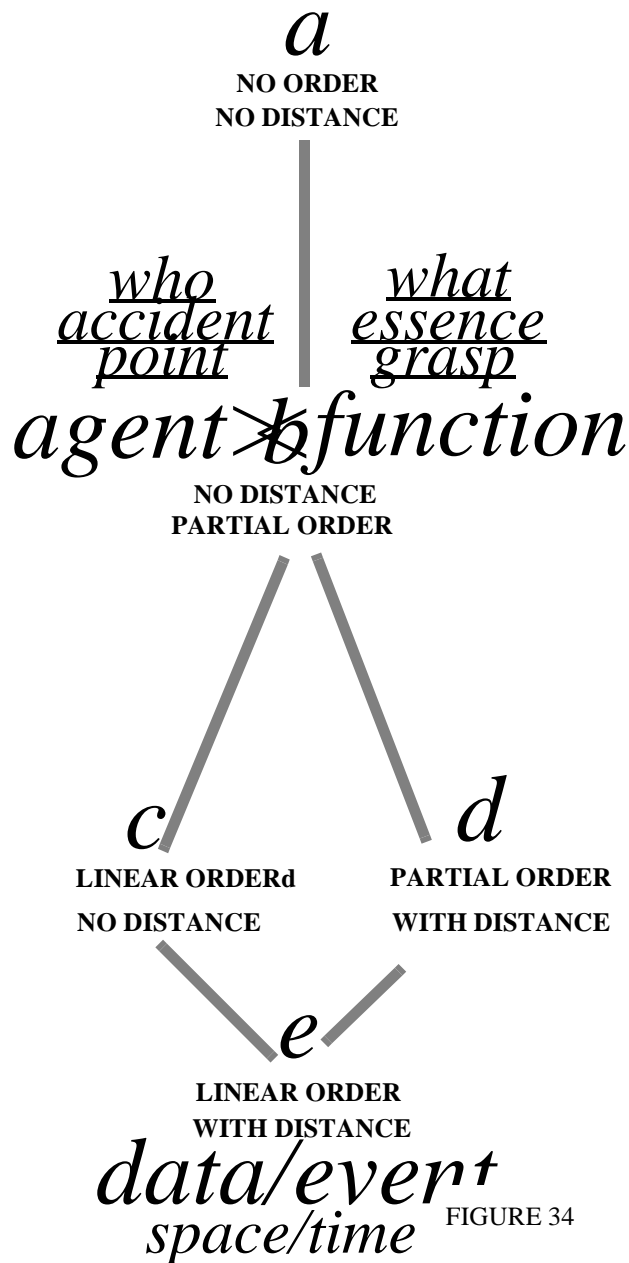 a
NO ORDER
NO DISTANCE
who what
accident essence
point grasp
agent >< b function
NO DISTANCE
PARTIAL ORDER
c d
LINEAR ORDERd PARTIAL ORDER
NO DISTANCE WITH DISTANCE
e
LINEAR ORDER
WITH DISTANCE
data/event
space/time FIGURE 34